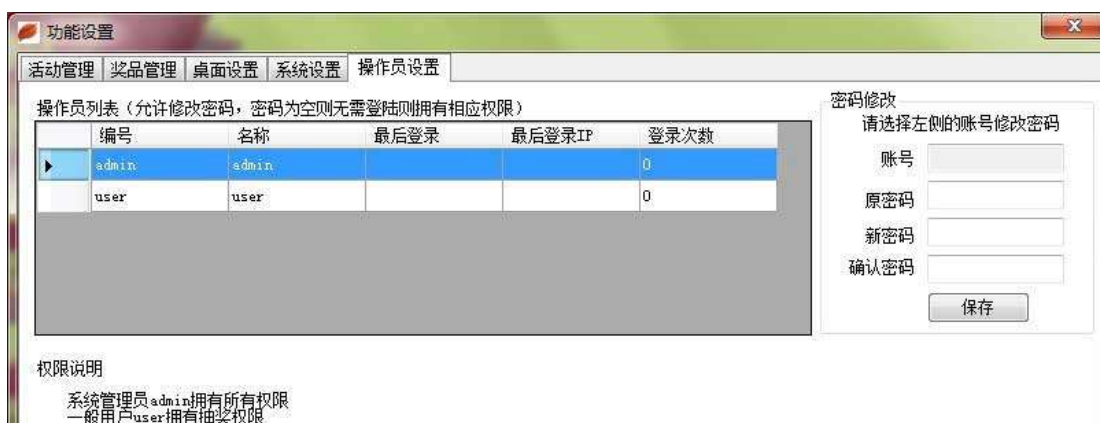 功能设置
活动管理 奖品管理 桌面设置 系统设置 操作员设置
操作员列表（允许修改密码，密码为空则无需登陆则拥有相应权限）
编号 名称 最后登录 最后登录IP 登录次数
admin admin 0
user user 0
密码修改
请选择左侧的账号修改密码
账号
原密码
新密码
确认密码
保存
权限说明
系统管理员admin拥有所有权限
一般用户user拥有抽奖权限